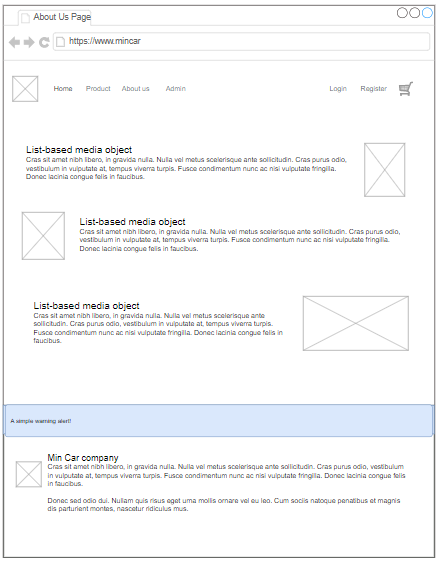 About Us Page
https://www.mincar
Home Product About us Admin Login Register
List-based media object
Cras sit amet nibh libero, in gravida nulla. Nulla vel metus scelerisque ante sollicitudin. Cras purus odio,
vestibulum in vulputate at, tempus viverra turpis. Fusce condimentum nunc ac nisi vulputate fringilla.
Donec lacinia congue felis in faucibus.
List-based media object
Cras sit amet nibh libero, in gravida nulla. Nulla vel metus scelerisque ante sollicitudin. Cras purus odio,
vestibulum in vulputate at, tempus viverra turpis. Fusce condimentum nunc ac nisi vulputate fringilla.
Donec lacinia congue felis in faucibus.
List-based media object
Cras sit amet nibh libero, in gravida nulla. Nulla vel metus scelerisque ante
sollicitudin. Cras purus odio, vestibulum in vulputate at, tempus viverra turpis.
Fusce condimentum nunc ac nisi vulputate fringilla. Donec lacinia congue felis in
faucibus.
A simple warning alert!
Min Car company
Cras sit amet nibh libero, in gravida nulla. Nulla vel metus scelerisque ante sollicitudin. Cras purus odio, vestibulum
in vulputate at, tempus viverra turpis. Fusce condimentum nunc ac nisi vulputate fringilla. Donec lacinia congue felis
in faucibus.
Donec sed odio dui. Nullam quis risus eget urna mollis ornare vel eu leo. Cum sociis natoque penatibus et magnis
dis parturient montes, nascetur ridiculus mus.